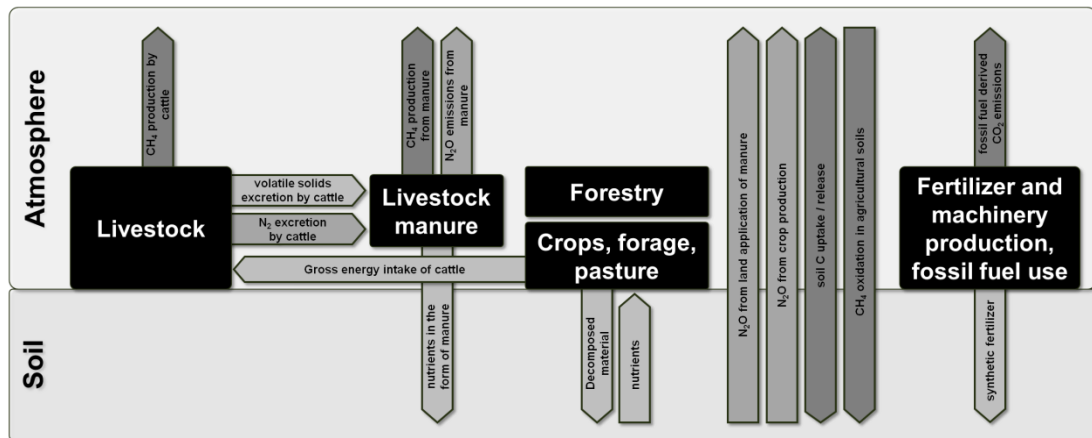 Atmosphere
Soil
CH₄ production by
cattle
Livestock
volatile solids
excretion by cattle
N₂ excretion
by cattle
CH₄ production
from manure
N₂O emissions from
manure
Livestock
manure
Gross energy intake of cattle
nutrients in the
form of manure
Forestry
Crops, forage,
pasture
Decomposed
material
nutrients
N₂O from land application of manure
N₂O from crop production
soil C uptake / release
CH₄ oxidation in agricultural soils
fossil fuel derived
CO₂ emissions
Fertilizer and
machinery
production,
fossil fuel use
synthetic fertilizer